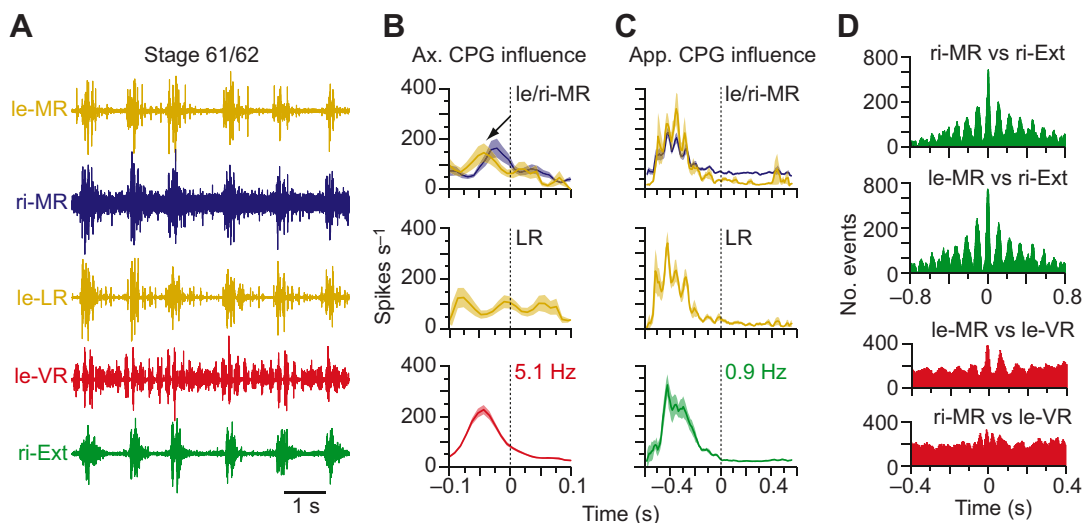 A
Stage 61/62
le-MR
ri-MR
le-LR
le-VR
ri-Ext
1 s
B
Ax. CPG influence
400
le/ri-MR
200
0
400
LR
200
0
400
5.1 Hz
200
0
–0.1 0 0.1
Spikes s⁻¹
C
App. CPG influence
le/ri-MR
LR
0.9 Hz
–0.4 0 0.4
Time (s)
D
ri-MR vs ri-Ext
800
200
0
le-MR vs ri-Ext
800
200
0
–0.8 0 0.8
No. events
le-MR vs le-VR
400
0
ri-MR vs le-VR
400
0
–0.4 0 0.4
Time (s)